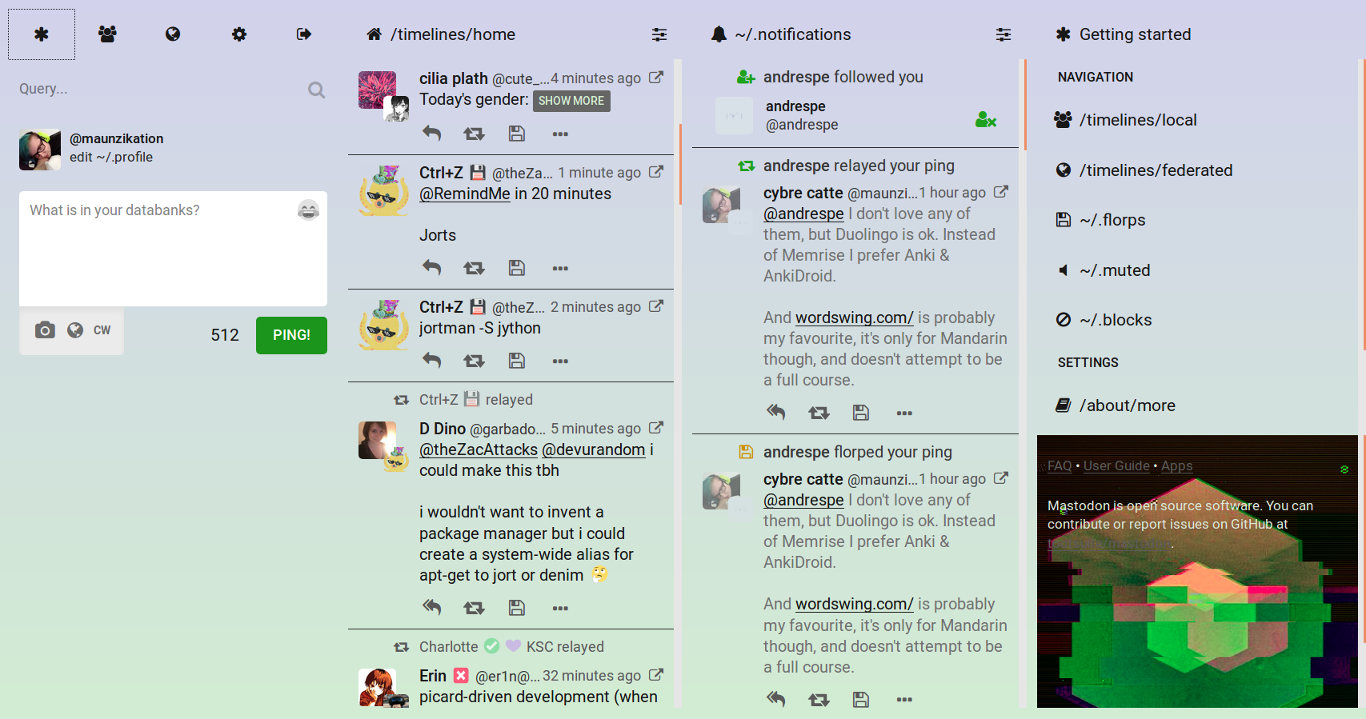 Query...
@maunzikation
edit ~/.profile
What is in your databanks?
CW
512
PING!
/timelines/home
cilia plath @cute_... 4 minutes ago
Today's gender: SHOW MORE
Ctrl+Z @theZa... 1 minute ago
@RemindMe in 20 minutes
Jorts
Ctrl+Z @theZ... 2 minutes ago
jortman -S jython
Ctrl+Z relayed
D Dino @garbado... 5 minutes ago
@theZacAttacks @devurandom i
could make this tbh
i wouldn't want to invent a
package manager but i could
create a system-wide alias for
apt-get to jort or denim
Charlotte KSC relayed
Erin @er1n@... 32 minutes ago
picard-driven development (when
~/.notifications
andrespe followed you
andrespe
@andrespe
andrespe relayed your ping
cybre catte @maunzi... 1 hour ago
@andrespe I don't love any of
them, but Duolingo is ok. Instead
of Memrise I prefer Anki &
AnkiDroid.
And wordswing.com/ is probably
my favourite, it's only for Mandarin
though, and doesn't attempt to be
a full course.
andrespe florped your ping
cybre catte @maunzi... 1 hour ago
@andrespe I don't love any of
them, but Duolingo is ok. Instead
of Memrise I prefer Anki &
AnkiDroid.
And wordswing.com/ is probably
my favourite, it's only for Mandarin
though, and doesn't attempt to be
a full course.
Getting started
NAVIGATION
/timelines/local
/timelines/federated
~/.florps
~/.muted
~/.blocks
SETTINGS
/about/more
FAQ • User Guide • Apps
Mastodon is open source software. You can
contribute or report issues on GitHub at